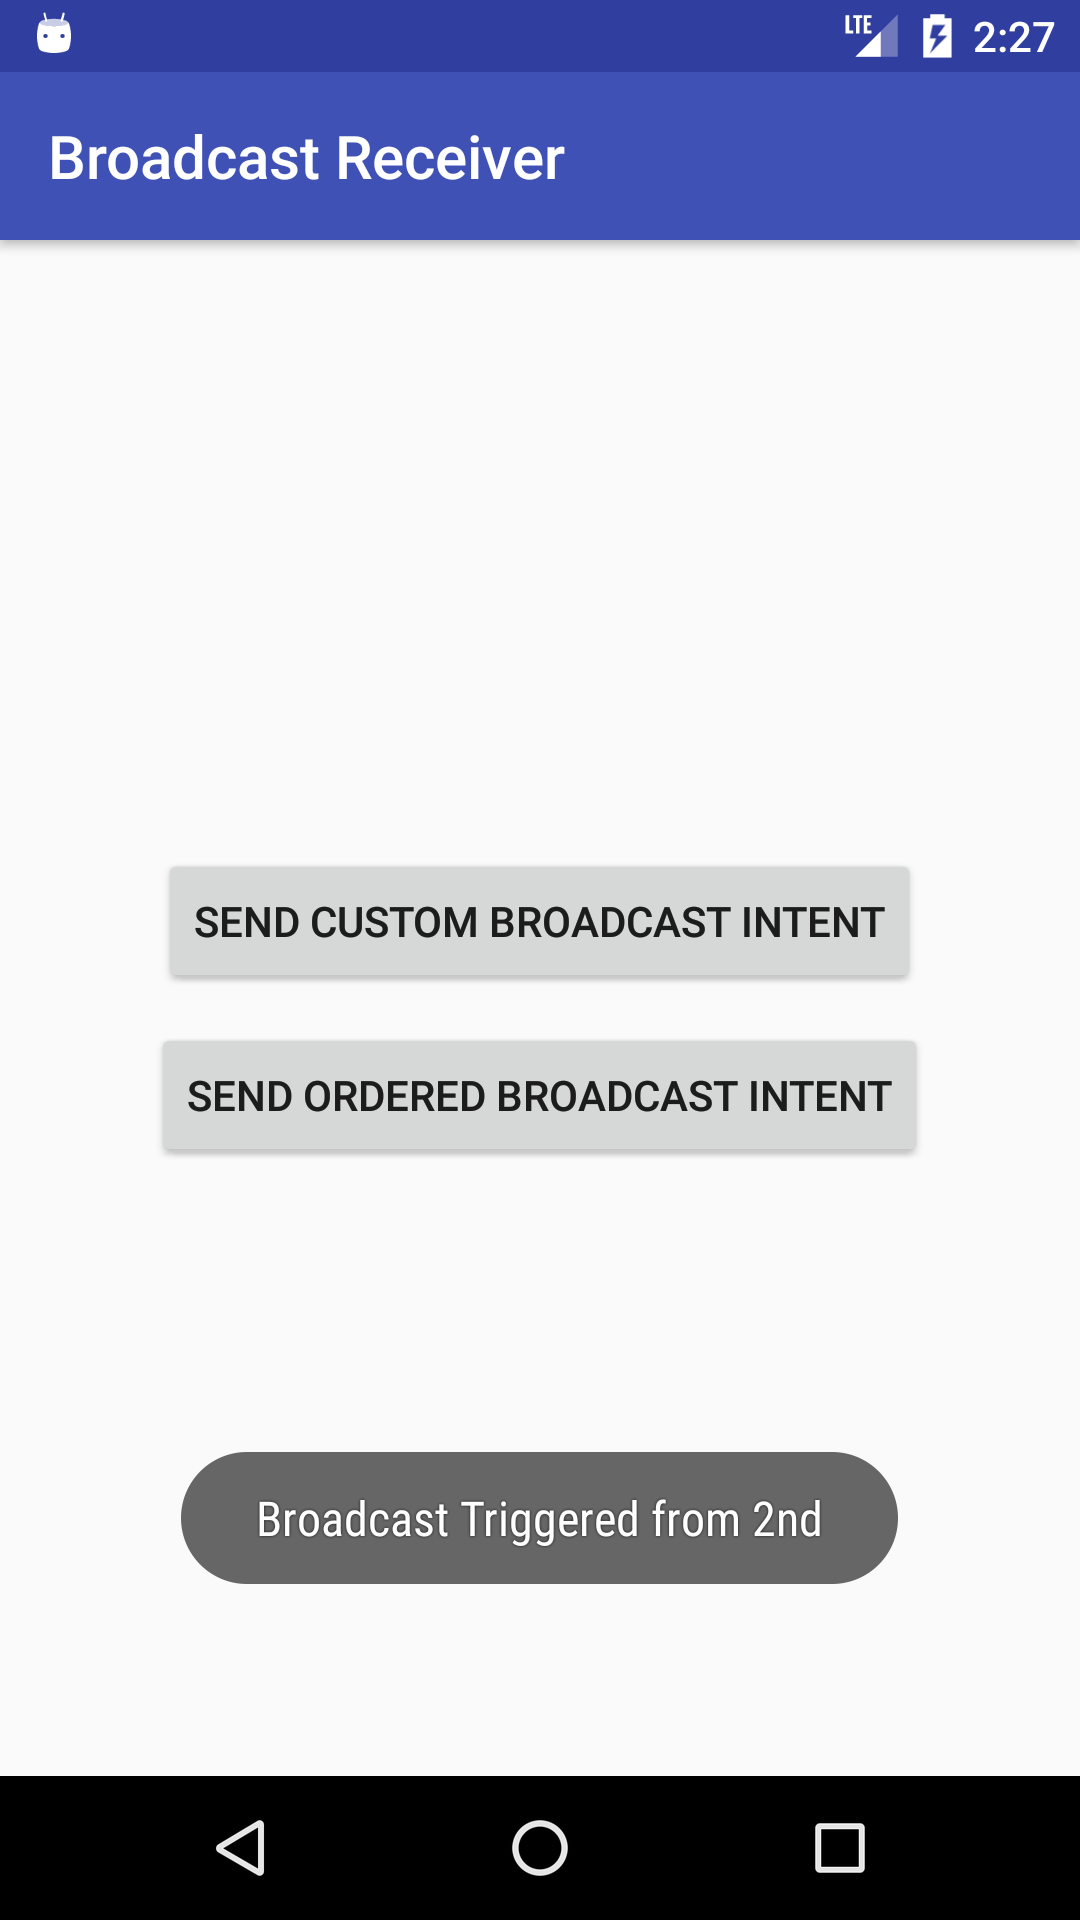 LTE 2:27
Broadcast Receiver
SEND CUSTOM BROADCAST INTENT
SEND ORDERED BROADCAST INTENT
Broadcast Triggered from 2nd